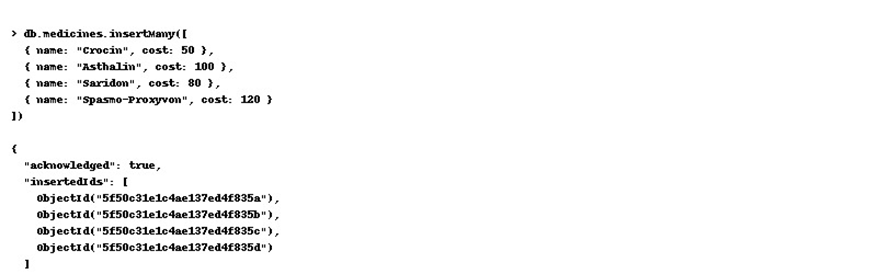 > db.medicines.insertMany([
  { name: "Crocin", cost: 50 },
  { name: "Asthalin", cost: 100 },
  { name: "Saridon", cost: 80 },
  { name: "Spasmo-Proxyvon", cost: 120 }
])
{
  "acknowledged": true,
  "insertedIds": [
    ObjectId("5f50c31e1c4ae137ed4f835a"),
    ObjectId("5f50c31e1c4ae137ed4f835b"),
    ObjectId("5f50c31e1c4ae137ed4f835c"),
    ObjectId("5f50c31e1c4ae137ed4f835d")
  ]